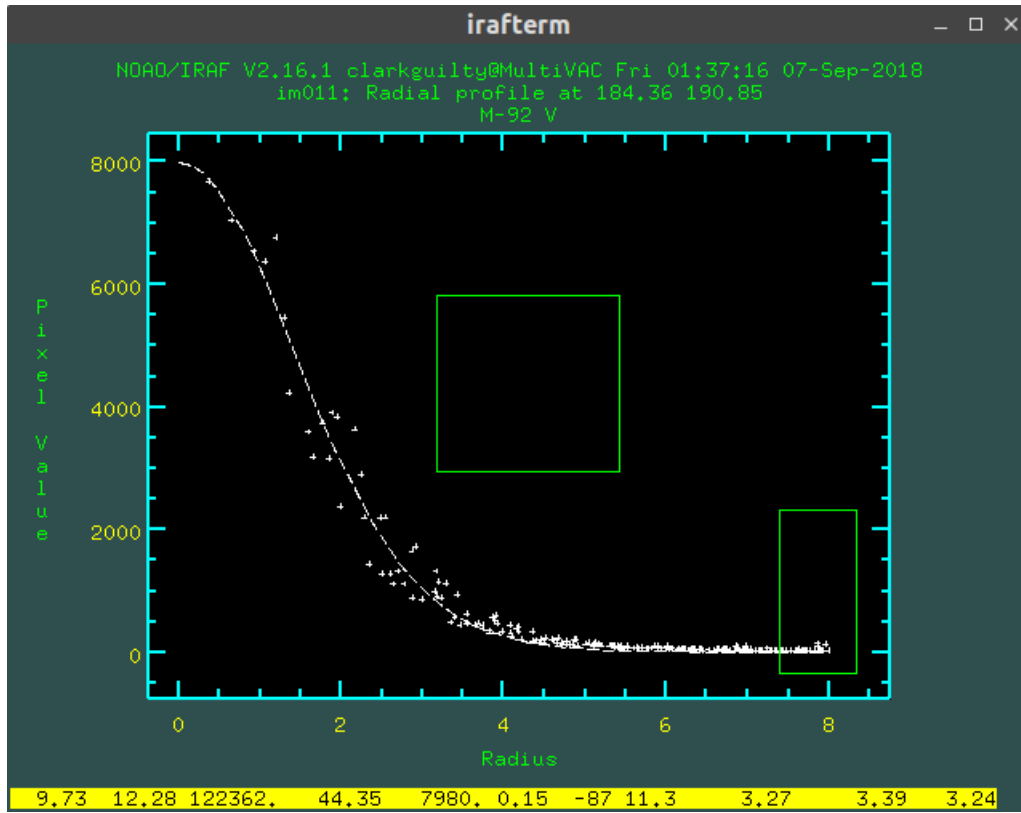 irafterm
NOAO/IRAF V2.16.1 clarkguilty@MultiVAC Fri 01:37:16 07-Sep-2018
im011: Radial profile at 184.36 190.85
M-92 V
8000
6000
4000
2000
0
Pixel Value
0 2 4 6 8
Radius
9.73 12.28 122362. 44.35 7980. 0.15 -87 11.3 3.27 3.39 3.24